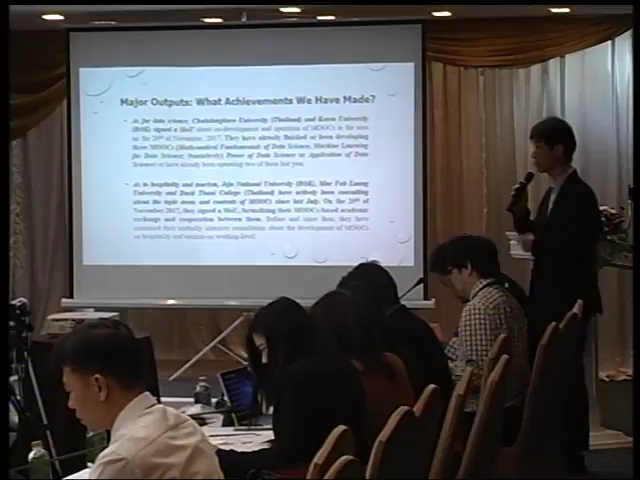 Major Outputs: What Achievements We Have Made?
• As for data science, Chulalongkorn University (Thailand) and Korea University
(ROK) signed a MoU about co-development and operation of MOOCs in the area
on the 20th of November, 2017. They have already finished or been developing
three MOOCs (Mathematical Fundamentals of Data Science, Machine Learning
for Data Science, (tentatively) Power of Data Science or Application of Data
Science) or have already been operating two of them last year.
• As to hospitality and tourism, Jeju National University (ROK), Mae Fah Luang
University and Dusit Thani College (Thailand) have actively been consulting
about the topic areas and contents of MOOCs since last July. On the 20th of
November 2017, they signed a MoU, formalizing their MOOCs based academic
exchange and cooperation between them. Before and since then, they have
continued their mutually intensive consultations about the development of MOOCs
on hospitality and tourism on working-level.